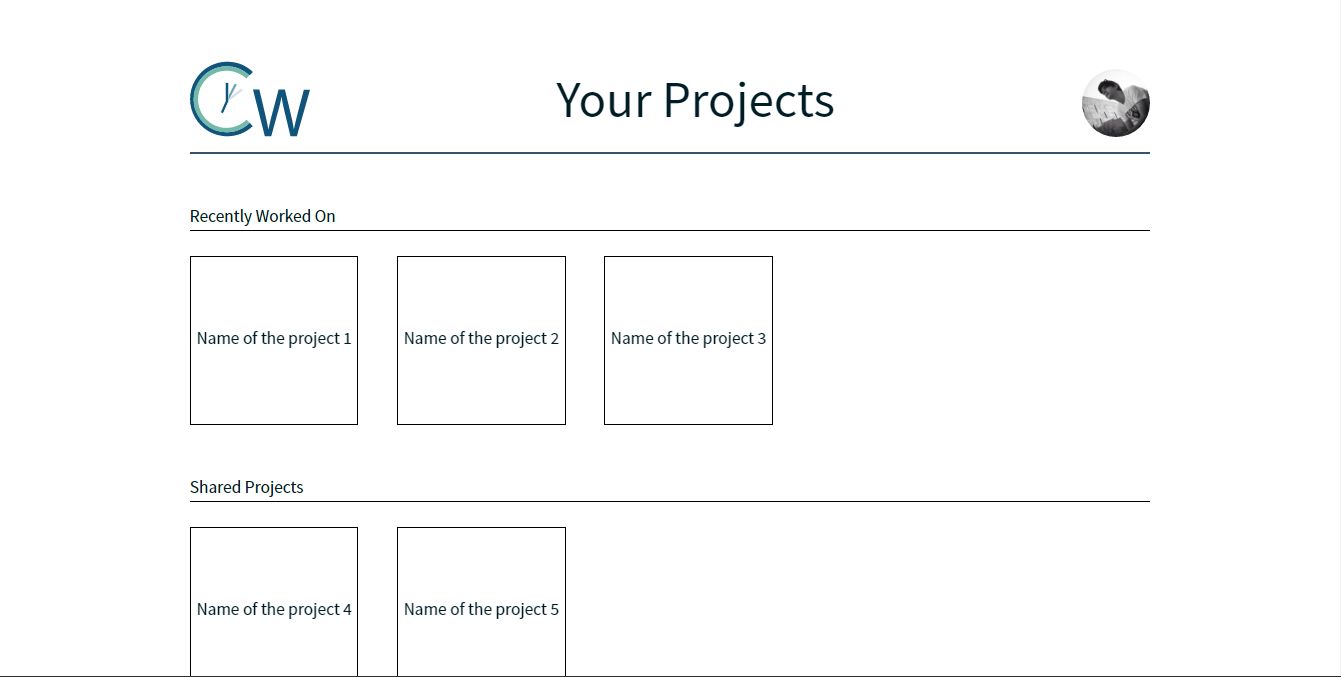 CW
Your Projects
Recently Worked On
Name of the project 1
Name of the project 2
Name of the project 3
Shared Projects
Name of the project 4
Name of the project 5